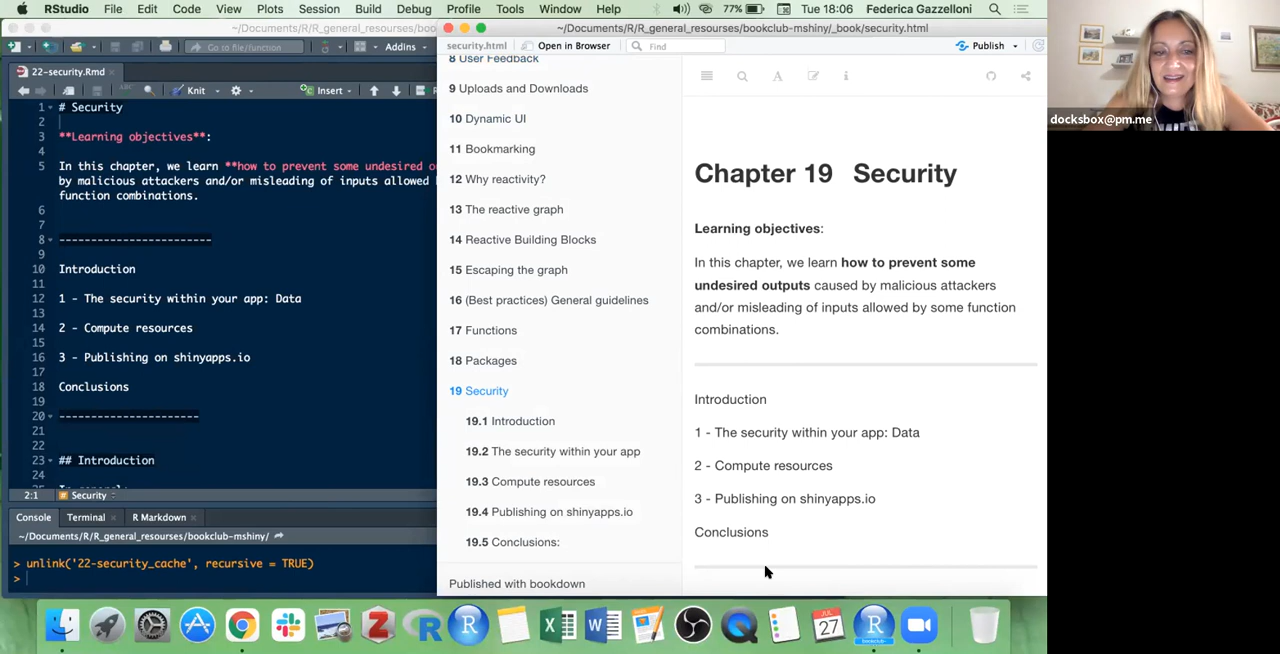 RStudio File Edit Code View Plots Session Build Debug Profile Tools Window Help 77% Tue 18:06 Federica Gazzelloni
~/Documents/R/R_general_resourses/bookclub-mshiny/_book/security.html
Go to file/function Addins
security.html Open in Browser Find Publish
22-security.Rmd
ABC Knit Insert
1 # Security
2
3 **Learning objectives**:
4
5 In this chapter, we learn **how to prevent some undesired ou
by malicious attackers and/or misleading of inputs allowed
function combinations.
6
7
8 ------------------------
9
10 Introduction
11
12 1 - The security within your app: Data
13
14 2 - Compute resources
15
16 3 - Publishing on shinyapps.io
17
18 Conclusions
19
20 ----------------------
21
22
23 ## Introduction
24
2:1 # Security
Console Terminal R Markdown
~/Documents/R/R_general_resourses/bookclub-mshiny/
> unlink('22-security_cache', recursive = TRUE)
>
8 User Feedback
9 Uploads and Downloads
10 Dynamic UI
11 Bookmarking
12 Why reactivity?
13 The reactive graph
14 Reactive Building Blocks
15 Escaping the graph
16 (Best practices) General guidelines
17 Functions
18 Packages
19 Security
19.1 Introduction
19.2 The security within your app
19.3 Compute resources
19.4 Publishing on shinyapps.io
19.5 Conclusions:
Published with bookdown
A i
Chapter 19 Security
Learning objectives:
In this chapter, we learn how to prevent some
undesired outputs caused by malicious attackers
and/or misleading of inputs allowed by some function
combinations.
Introduction
1 - The security within your app: Data
2 - Compute resources
3 - Publishing on shinyapps.io
Conclusions
docksbox@pm.me
JUL
27